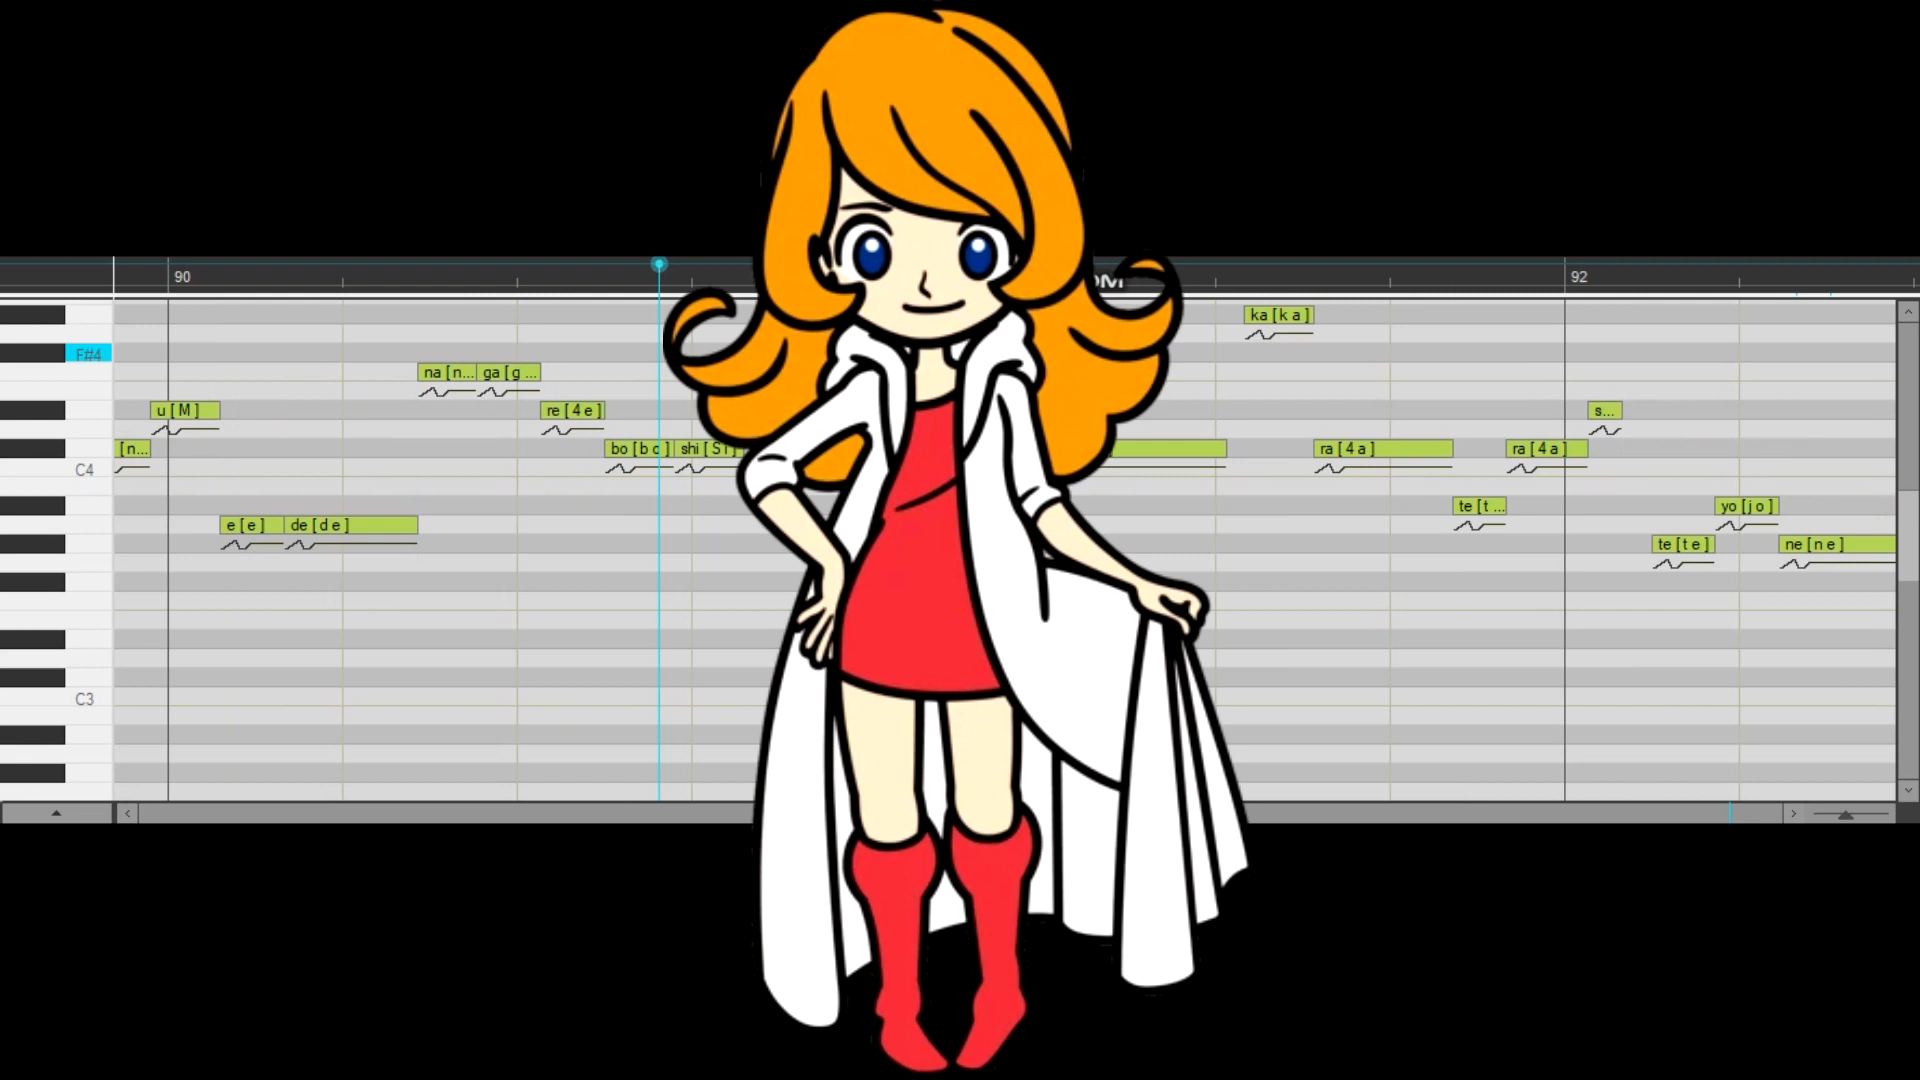 90
92
ka [ k a ]
F#4
na [ n... ga [ g ...
u [ M ]
re [ 4 e ]
s...
[ n...
bo [ b o ] shi [ S i ]
ra [ 4 a ]
ra [ 4 a ]
C4
te [ t ...
yo [ j o ]
e [ e ] de [ d e ]
te [ t e ]
ne [ n e ]
C3